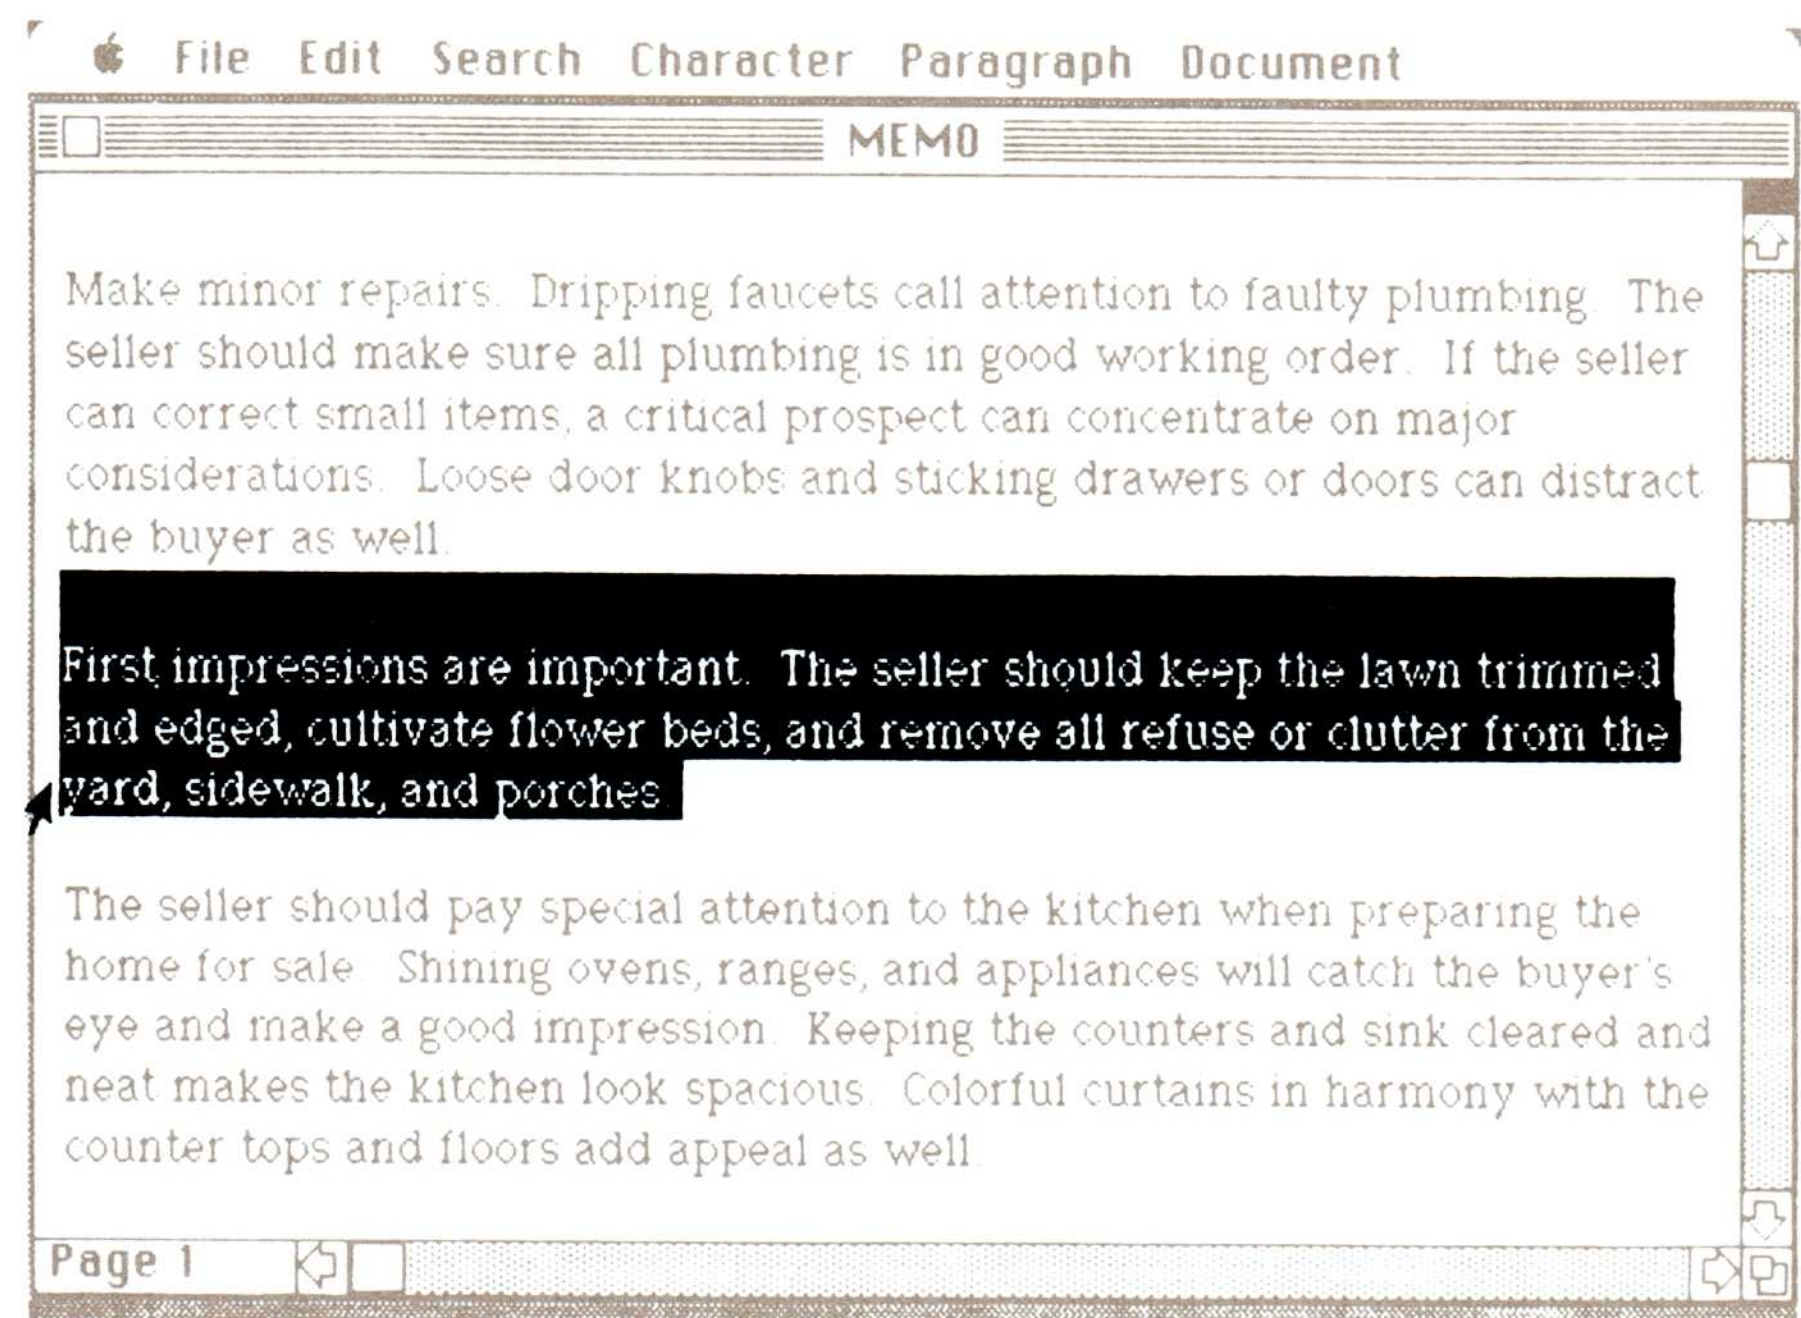 File Edit Search Character Paragraph Document
MEMO
Make minor repairs. Dripping faucets call attention to faulty plumbing. The
seller should make sure all plumbing is in good working order. If the seller
can correct small items, a critical prospect can concentrate on major
considerations. Loose door knobs and sticking drawers or doors can distract
the buyer as well.
First impressions are important. The seller should keep the lawn trimmed
and edged, cultivate flower beds, and remove all refuse or clutter from the
yard, sidewalk, and porches.
The seller should pay special attention to the kitchen when preparing the
home for sale. Shining ovens, ranges, and appliances will catch the buyer's
eye and make a good impression. Keeping the counters and sink cleared and
neat makes the kitchen look spacious. Colorful curtains in harmony with the
counter tops and floors add appeal as well.
Page 1